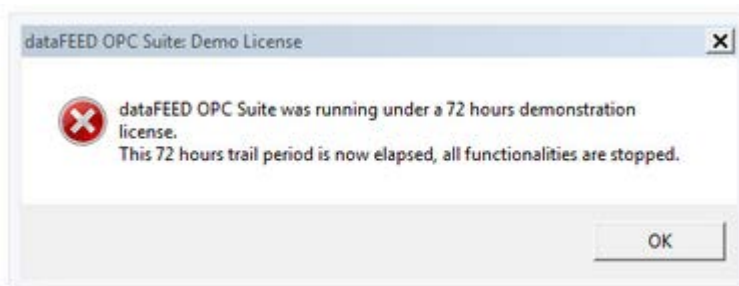 dataFEED OPC Suite: Demo License
dataFEED OPC Suite was running under a 72 hours demonstration
license.
This 72 hours trail period is now elapsed, all functionalities are stopped.
OK